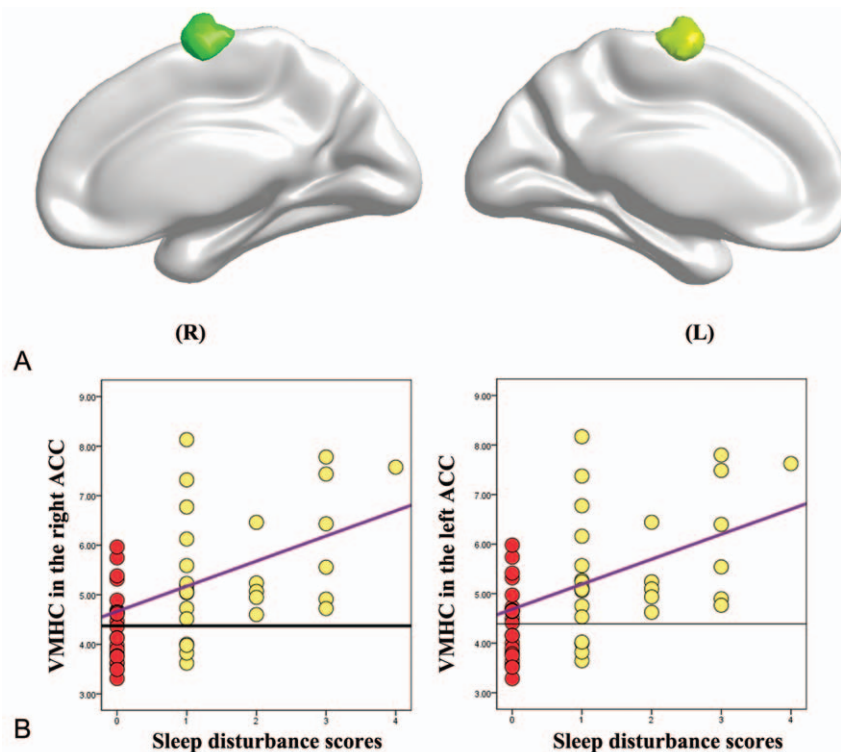 (R) (L)
A
VMHC in the right ACC
9.00
8.00
7.00
6.00
5.00
4.00
3.00
0 1 2 3 4
Sleep disturbance scores
VMHC in the left ACC
9.00
8.00
7.00
6.00
5.00
4.00
3.00
0 1 2 3 4
Sleep disturbance scores
B